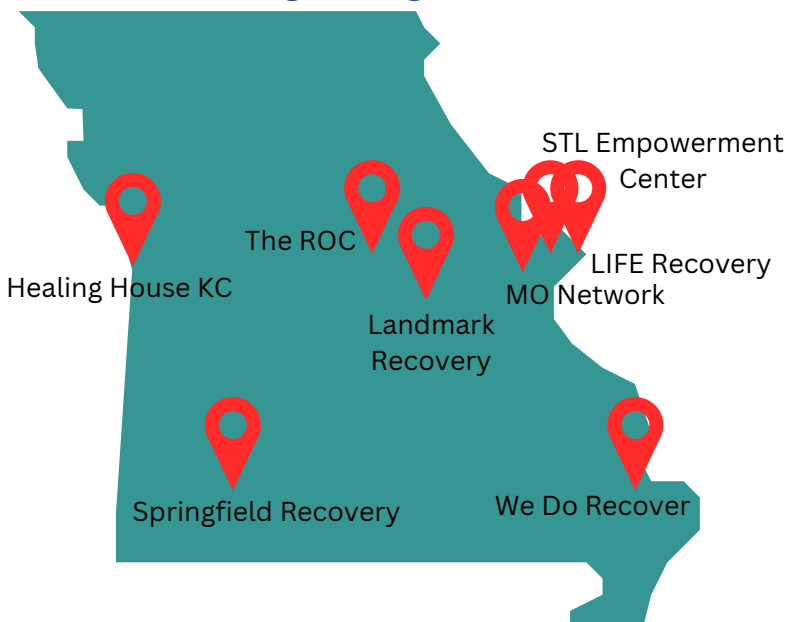 STL Empowerment
Center
The ROC
LIFE Recovery
Healing House KC
MO Network
Landmark
Recovery
Springfield Recovery
We Do Recover